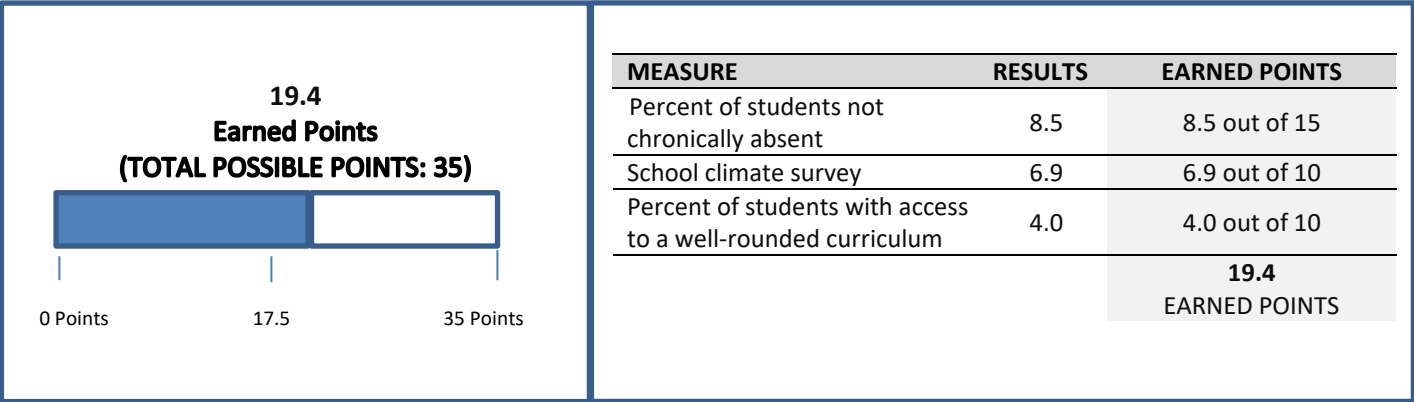 19.4
Earned Points
(TOTAL POSSIBLE POINTS: 35)
0 Points 17.5 35 Points
MEASURE RESULTS EARNED POINTS
Percent of students not
chronically absent 8.5 8.5 out of 15
School climate survey 6.9 6.9 out of 10
Percent of students with access
to a well-rounded curriculum 4.0 4.0 out of 10
19.4
EARNED POINTS